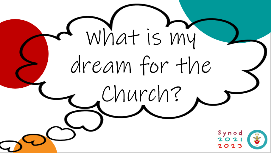 What is my
dream for the
Church?
Synod
2021
2023